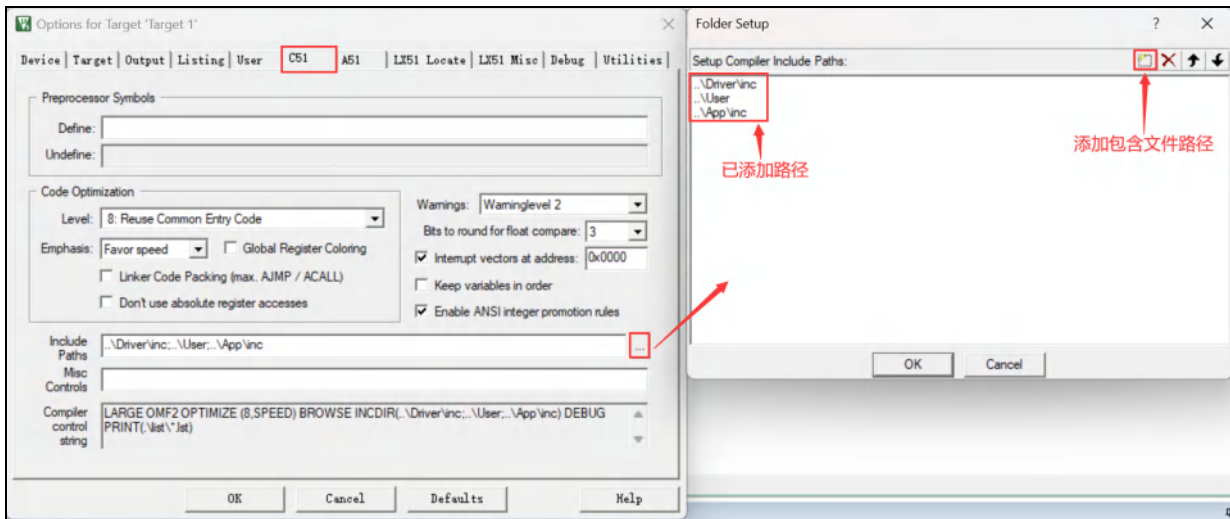 Options for Target 'Target 1'
Device Target Output Listing User C51 A51 LX51 Locate LX51 Misc Debug Utilities
Preprocessor Symbols
Define:
Undefine:
Code Optimization
Level: 8: Reuse Common Entry Code
Emphasis: Favor speed Global Register Coloring
Linker Code Packing (max. AJMP / ACALL)
Don't use absolute register accesses
Warnings: Warninglevel 2
Bits to round for float compare: 3
Interrupt vectors at address: 0x0000
Keep variables in order
Enable ANSI integer promotion rules
Include
Paths
..\Driver\inc;..\User;..\App\inc
...
Misc
Controls
Compiler
control
string
LARGE OMF2 OPTIMIZE (8,SPEED) BROWSE INCDIR(..\Driver\inc;..\User;..\App\inc) DEBUG
PRINT(.\list\*.lst)
OK Cancel Defaults Help
Folder Setup
Setup Compiler Include Paths:
..\Driver\inc
..\User
..\App\inc
已添加路径
添加包含文件路径
OK Cancel